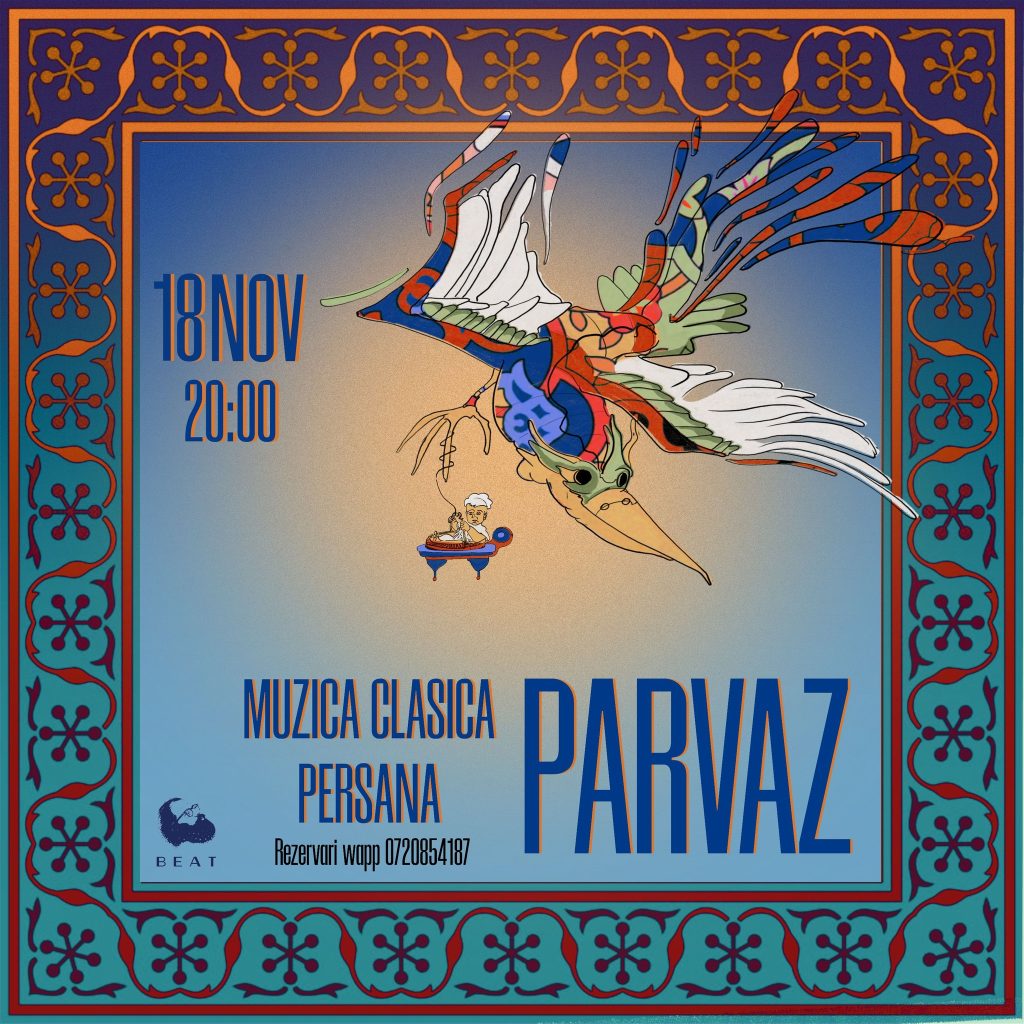 18 NOV
20:00
MUZICA CLASICA
PERSANA
PARVAZ
Rezervari wapp 0720854187
BEAT